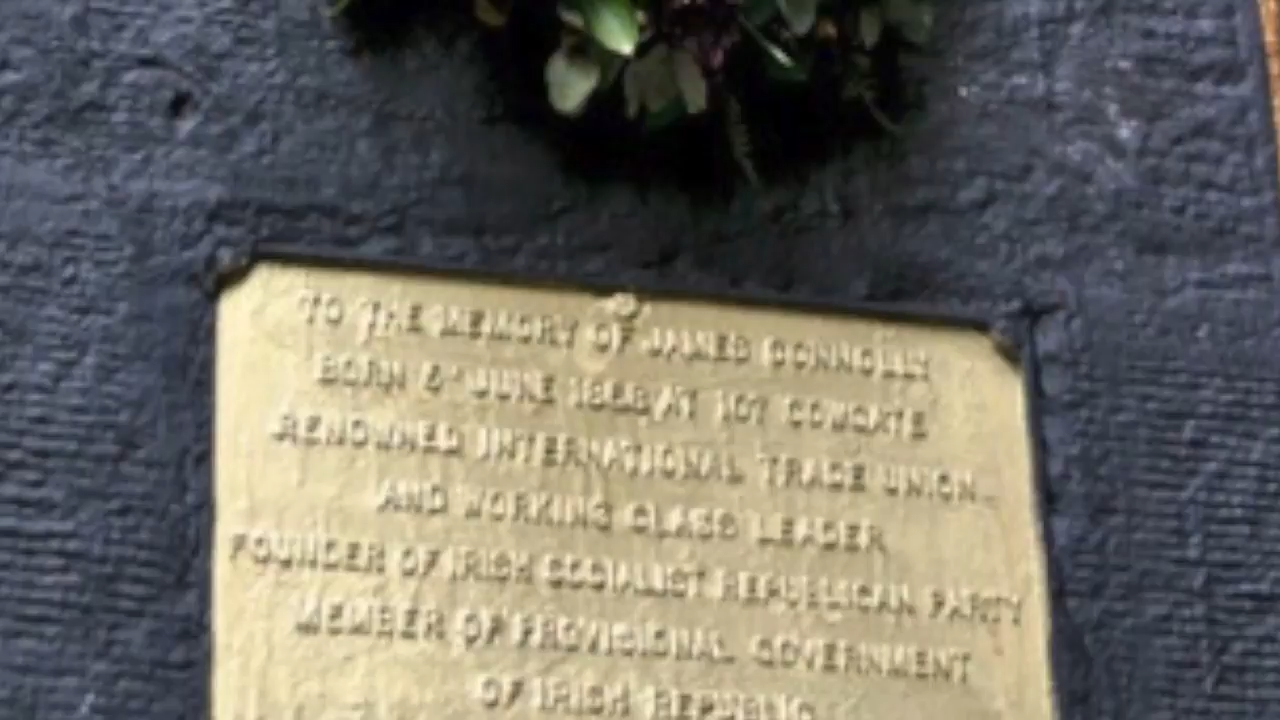 TO THE MEMORY OF JAMES CONNOLLY
BORN 6TH JUNE 1868 AT 107 COWGATE
RENOWNED INTERNATIONAL TRADE UNION
AND WORKING CLASS LEADER
FOUNDER OF IRISH SOCIALIST REPUBLICAN PARTY
MEMBER OF PROVISIONAL GOVERNMENT
OF IRISH REPUBLIC